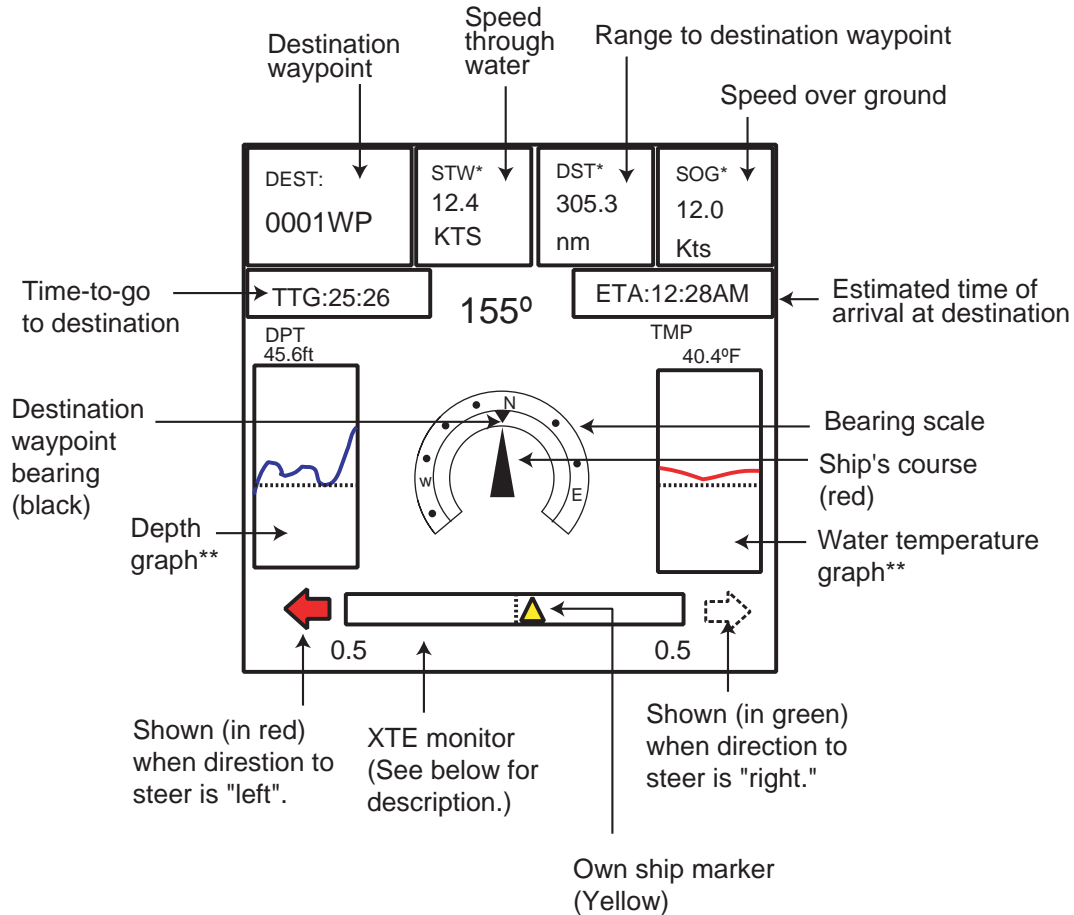 Destination
waypoint
Speed
through
water
Range to destination waypoint
Speed over ground
DEST:
0001WP
STW*
12.4
KTS
DST*
305.3
nm
SOG*
12.0
Kts
Time-to-go
to destination
TTG:25:26
155º
ETA:12:28AM
Estimated time of
arrival at destination
DPT
45.6ft
TMP
40.4ºF
Destination
waypoint
bearing
(black)
N
W
E
Bearing scale
Ship's course
(red)
Depth
graph**
Water temperature
graph**
0.5
0.5
Shown (in red)
when direstion to
steer is "left".
XTE monitor
(See below for
description.)
Shown (in green)
when direction to
steer is "right."
Own ship marker
(Yellow)